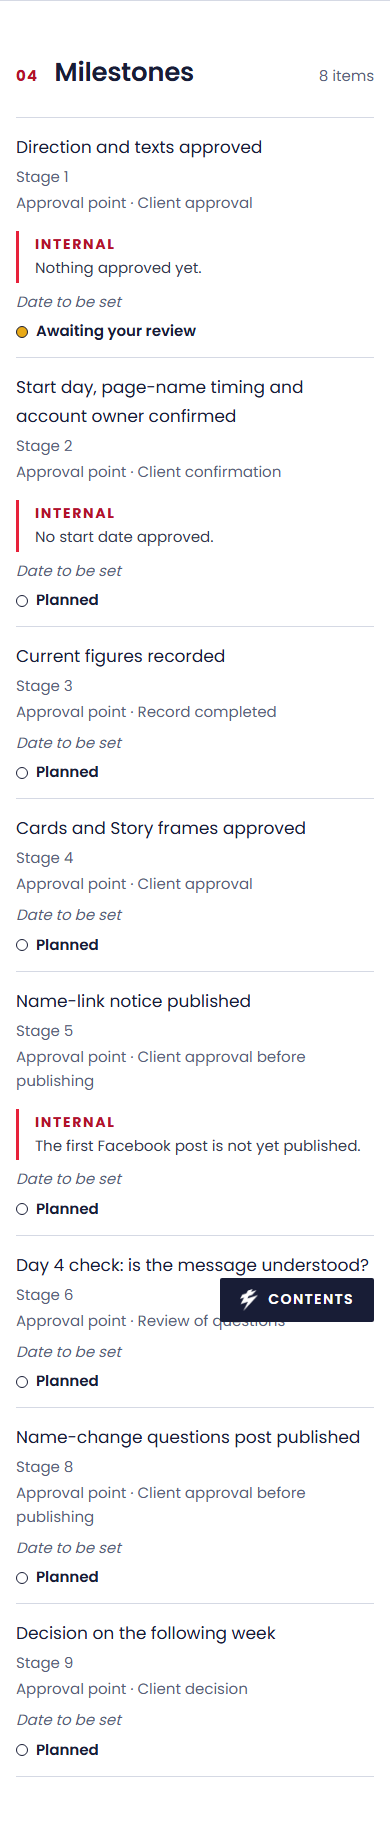 04 Milestones 8 items
Direction and texts approved
Stage 1
Approval point · Client approval
INTERNAL
Nothing approved yet.
Date to be set
Awaiting your review
Start day, page-name timing and
account owner confirmed
Stage 2
Approval point · Client confirmation
INTERNAL
No start date approved.
Date to be set
Planned
Current figures recorded
Stage 3
Approval point · Record completed
Date to be set
Planned
Cards and Story frames approved
Stage 4
Approval point · Client approval
Date to be set
Planned
Name-link notice published
Stage 5
Approval point · Client approval before
publishing
INTERNAL
The first Facebook post is not yet published.
Date to be set
Planned
Day 4 check: is the message understood?
Stage 6
CONTENTS
Approval point · Review of questions
Date to be set
Planned
Name-change questions post published
Stage 8
Approval point · Client approval before
publishing
Date to be set
Planned
Decision on the following week
Stage 9
Approval point · Client decision
Date to be set
Planned